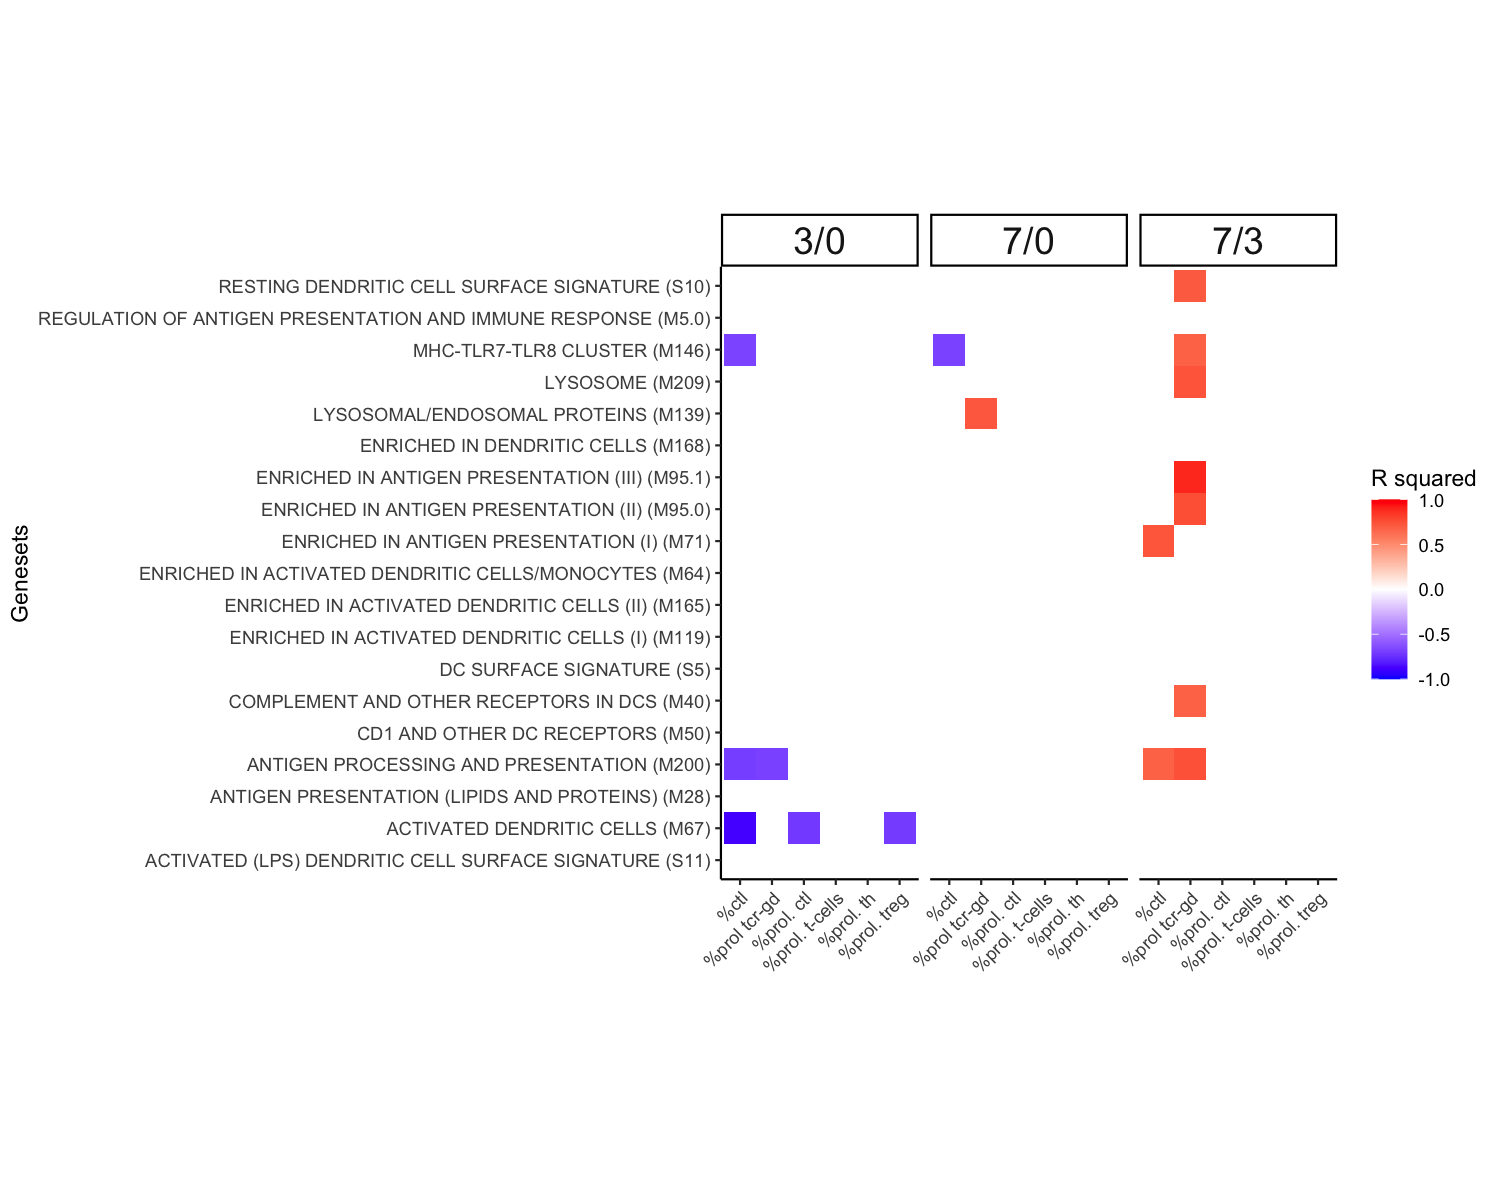 3/0 7/0 7/3
RESTING DENDRITIC CELL SURFACE SIGNATURE (S10)
REGULATION OF ANTIGEN PRESENTATION AND IMMUNE RESPONSE (M5.0)
MHC-TLR7-TLR8 CLUSTER (M146)
LYSOSOME (M209)
LYSOSOMAL/ENDOSOMAL PROTEINS (M139)
ENRICHED IN DENDRITIC CELLS (M168)
ENRICHED IN ANTIGEN PRESENTATION (III) (M95.1)
ENRICHED IN ANTIGEN PRESENTATION (II) (M95.0)
ENRICHED IN ANTIGEN PRESENTATION (I) (M71)
ENRICHED IN ACTIVATED DENDRITIC CELLS/MONOCYTES (M64)
ENRICHED IN ACTIVATED DENDRITIC CELLS (II) (M165)
ENRICHED IN ACTIVATED DENDRITIC CELLS (I) (M119)
DC SURFACE SIGNATURE (S5)
COMPLEMENT AND OTHER RECEPTORS IN DCS (M40)
CD1 AND OTHER DC RECEPTORS (M50)
ANTIGEN PROCESSING AND PRESENTATION (M200)
ANTIGEN PRESENTATION (LIPIDS AND PROTEINS) (M28)
ACTIVATED DENDRITIC CELLS (M67)
ACTIVATED (LPS) DENDRITIC CELL SURFACE SIGNATURE (S11)
Genesets
%ctl
%prol tcr-gd
%prol. ctl
%prol. t-cells
%prol. th
%prol. treg
%ctl
%prol tcr-gd
%prol. ctl
%prol. t-cells
%prol. th
%prol. treg
%ctl
%prol tcr-gd
%prol. ctl
%prol. t-cells
%prol. th
%prol. treg
R squared
1.0
0.5
0.0
-0.5
-1.0